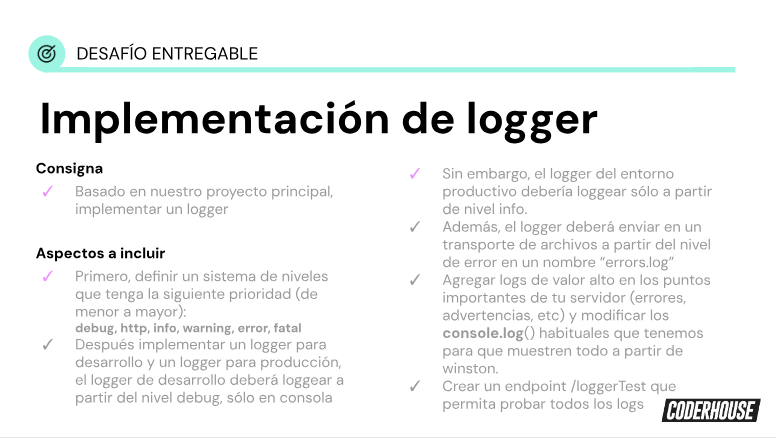 DESAFÍO ENTREGABLE
Implementación de logger
Consigna
✓ Basado en nuestro proyecto principal,
implementar un logger
Aspectos a incluir
✓ Primero, definir un sistema de niveles
que tenga la siguiente prioridad (de
menor a mayor):
debug, http, info, warning, error, fatal
✓ Después implementar un logger para
desarrollo y un logger para producción,
el logger de desarrollo deberá loggear a
partir del nivel debug, sólo en consola
✓ Sin embargo, el logger del entorno
productivo debería loggear sólo a partir
de nivel info.
✓ Además, el logger deberá enviar en un
transporte de archivos a partir del nivel
de error en un nombre “errors.log”
✓ Agregar logs de valor alto en los puntos
importantes de tu servidor (errores,
advertencias, etc) y modificar los
console.log() habituales que tenemos
para que muestren todo a partir de
winston.
✓ Crear un endpoint /loggerTest que
permita probar todos los logs
CODERHOUSE